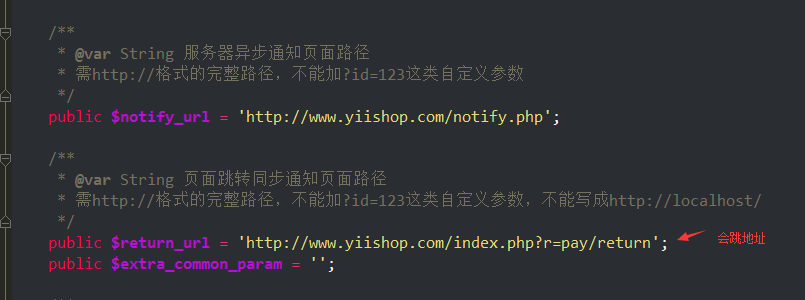 /**
* @var String 服务器异步通知页面路径
* 需http://格式的完整路径，不能加?id=123这类自定义参数
*/
public $notify_url = 'http://www.yiishop.com/notify.php';
/**
* @var String 页面跳转同步通知页面路径
* 需http://格式的完整路径，不能加?id=123这类自定义参数，不能写成http://localhost/
*/
public $return_url = 'http://www.yiishop.com/index.php?r=pay/return'; 会跳地址
public $extra_common_param = '';